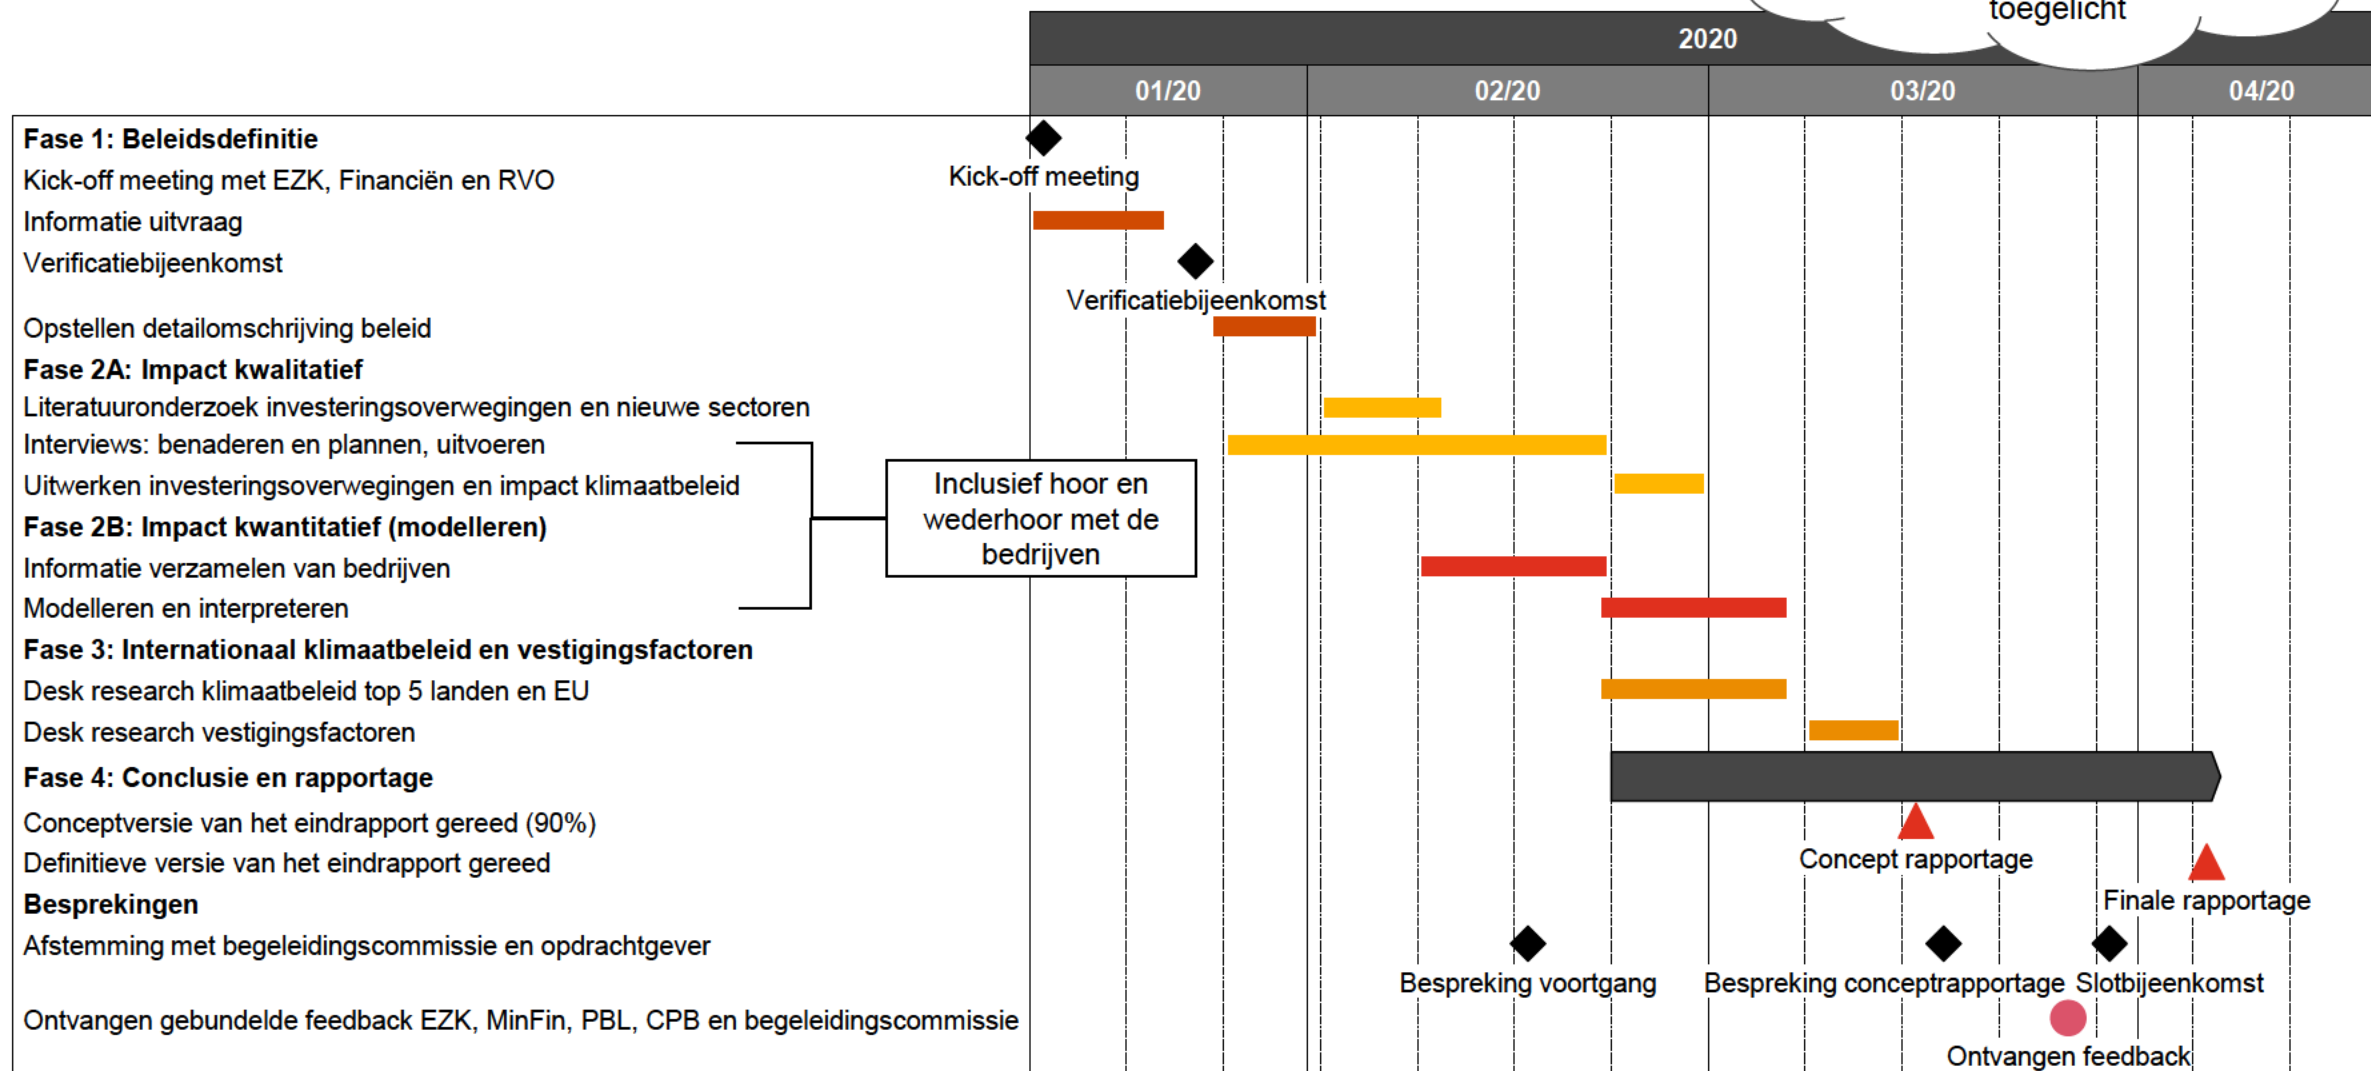 toegelicht
2020
01/20
02/20
03/20
04/20
Fase 1: Beleidsdefinitie
Kick-off meeting met EZK, Financiën en RVO
Kick-off meeting
Informatie uitvraag
Verificatiebijeenkomst
Verificatiebijeenkomst
Opstellen detailomschrijving beleid
Fase 2A: Impact kwalitatief
Literatuuronderzoek investeringsoverwegingen en nieuwe sectoren
Interviews: benaderen en plannen, uitvoeren
Uitwerken investeringsoverwegingen en impact klimaatbeleid
Inclusief hoor en
wederhoor met de
bedrijven
Fase 2B: Impact kwantitatief (modelleren)
Informatie verzamelen van bedrijven
Modelleren en interpreteren
Fase 3: Internationaal klimaatbeleid en vestigingsfactoren
Desk research klimaatbeleid top 5 landen en EU
Desk research vestigingsfactoren
Fase 4: Conclusie en rapportage
Conceptversie van het eindrapport gereed (90%)
Concept rapportage
Definitieve versie van het eindrapport gereed
Finale rapportage
Besprekingen
Afstemming met begeleidingscommissie en opdrachtgever
Bespreking voortgang
Bespreking conceptrapportage
Slotbijeenkomst
Ontvangen gebundelde feedback EZK, MinFin, PBL, CPB en begeleidingscommissie
Ontvangen feedback